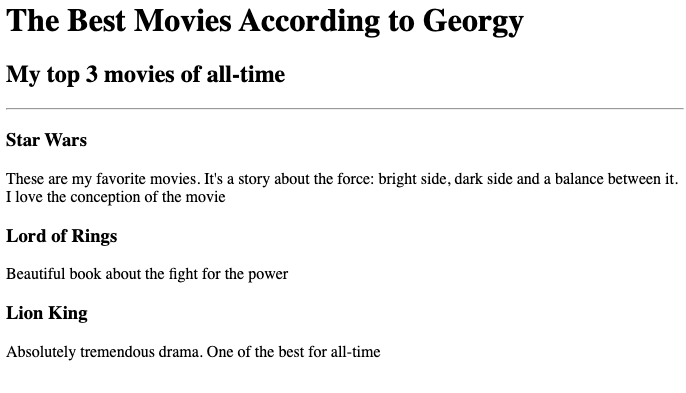 The Best Movies According to Georgy
My top 3 movies of all-time
Star Wars
These are my favorite movies. It's a story about the force: bright side, dark side and a balance between it.
I love the conception of the movie
Lord of Rings
Beautiful book about the fight for the power
Lion King
Absolutely tremendous drama. One of the best for all-time